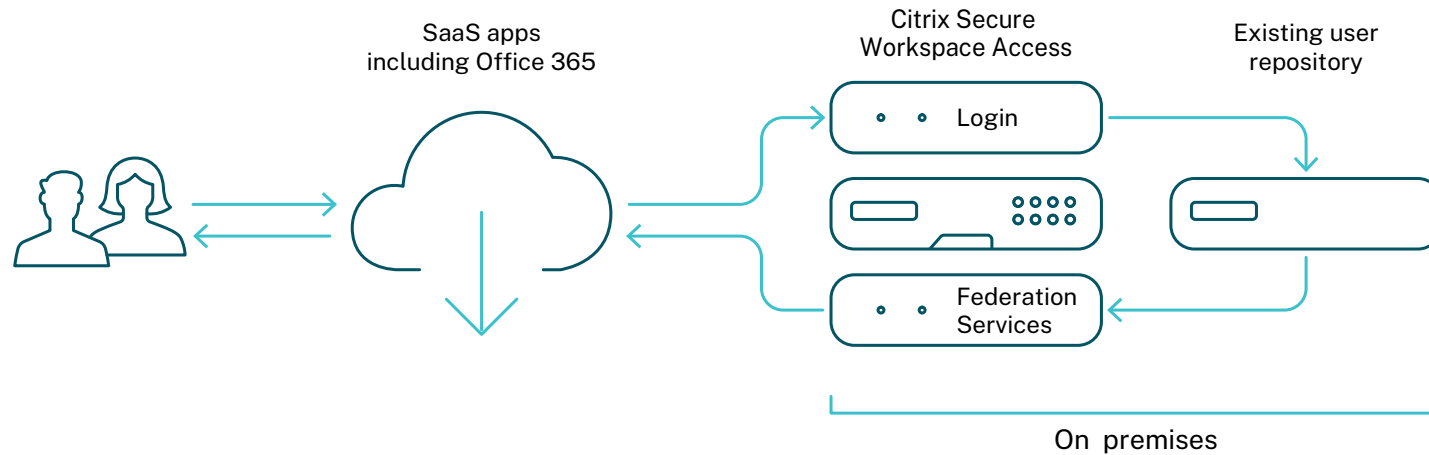 SaaS apps
including Office 365
Citrix Secure
Workspace Access
Existing user
repository
Login
Federation
Services
On premises